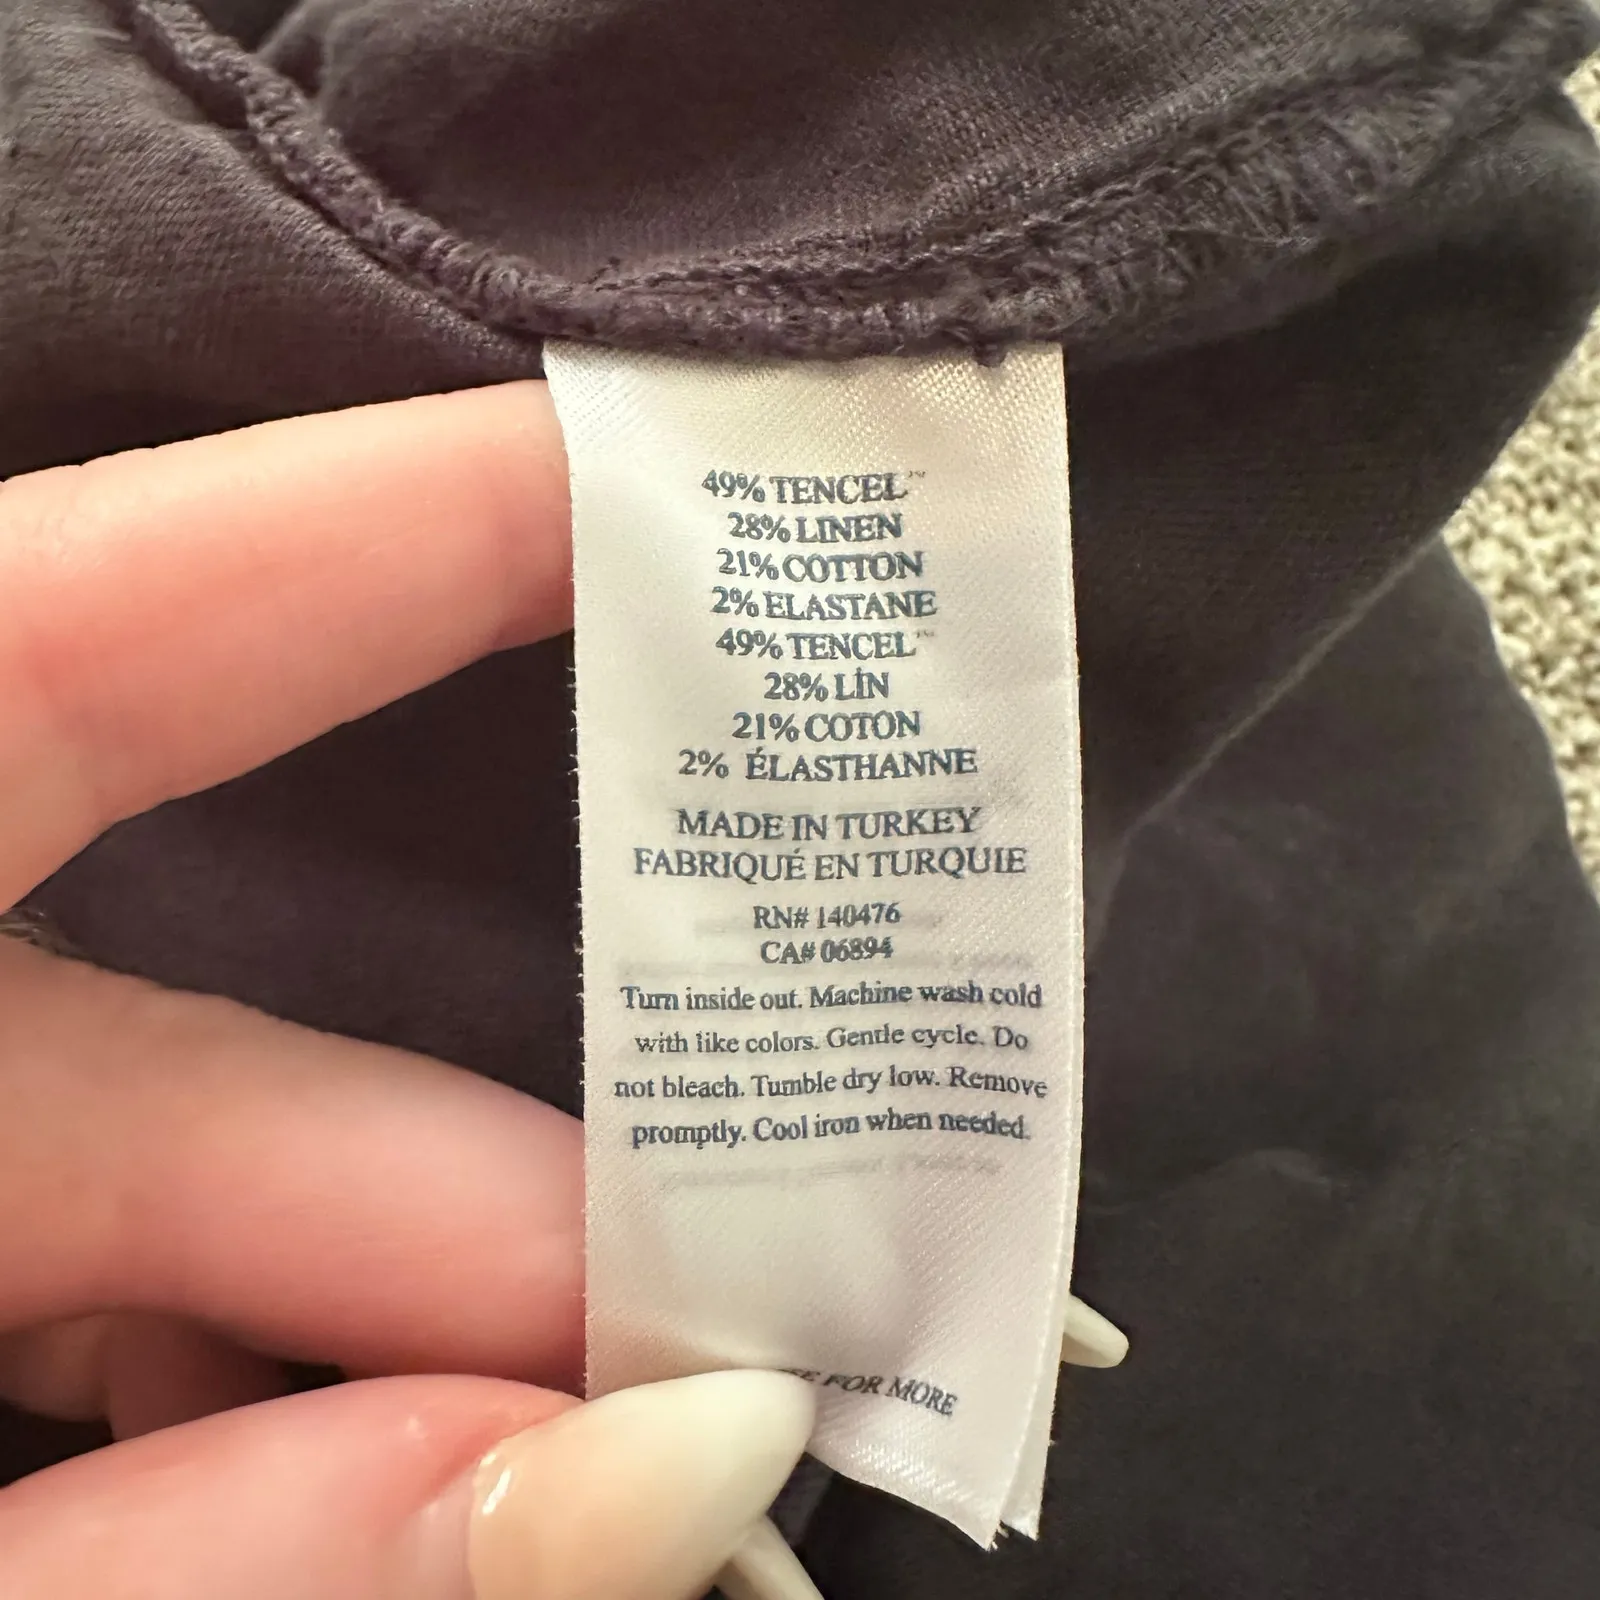 49% TENCEL™
28% LINEN
21% COTTON
2% ELASTANE
49% TENCEL™
28% LİN
21% COTON
2% ÉLASTHANNE
MADE IN TURKEY
FABRIQUÉ EN TURQUIE
RN# 140476
CA# 06894
Turn inside out. Machine wash cold
with like colors. Gentle cycle. Do
not bleach. Tumble dry low. Remove
promptly. Cool iron when needed.
FOR MORE